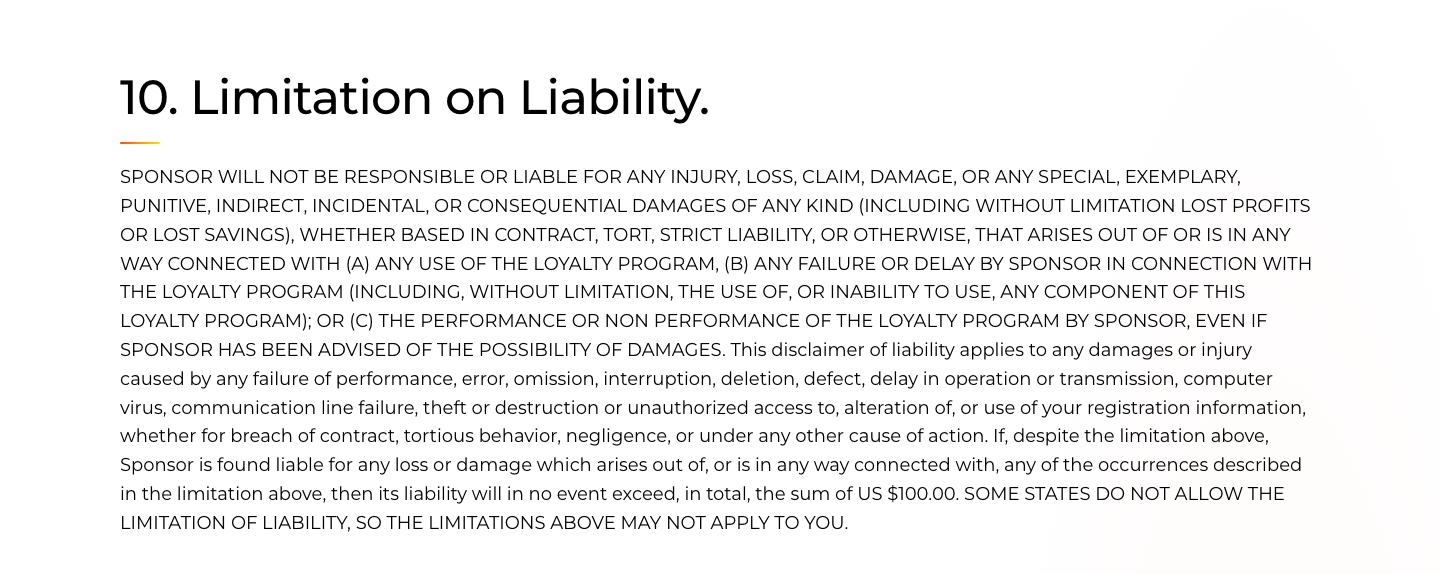 10. Limitation on Liability.
SPONSOR WILL NOT BE RESPONSIBLE OR LIABLE FOR ANY INJURY, LOSS, CLAIM, DAMAGE, OR ANY SPECIAL, EXEMPLARY,
PUNITIVE, INDIRECT, INCIDENTAL, OR CONSEQUENTIAL DAMAGES OF ANY KIND (INCLUDING WITHOUT LIMITATION LOST PROFITS
OR LOST SAVINGS), WHETHER BASED IN CONTRACT, TORT, STRICT LIABILITY, OR OTHERWISE, THAT ARISES OUT OF OR IS IN ANY
WAY CONNECTED WITH (A) ANY USE OF THE LOYALTY PROGRAM, (B) ANY FAILURE OR DELAY BY SPONSOR IN CONNECTION WITH
THE LOYALTY PROGRAM (INCLUDING, WITHOUT LIMITATION, THE USE OF, OR INABILITY TO USE, ANY COMPONENT OF THIS
LOYALTY PROGRAM); OR (C) THE PERFORMANCE OR NON PERFORMANCE OF THE LOYALTY PROGRAM BY SPONSOR, EVEN IF
SPONSOR HAS BEEN ADVISED OF THE POSSIBILITY OF DAMAGES. This disclaimer of liability applies to any damages or injury
caused by any failure of performance, error, omission, interruption, deletion, defect, delay in operation or transmission, computer
virus, communication line failure, theft or destruction or unauthorized access to, alteration of, or use of your registration information,
whether for breach of contract, tortious behavior, negligence, or under any other cause of action. If, despite the limitation above,
Sponsor is found liable for any loss or damage which arises out of, or is in any way connected with, any of the occurrences described
in the limitation above, then its liability will in no event exceed, in total, the sum of US $100.00. SOME STATES DO NOT ALLOW THE
LIMITATION OF LIABILITY, SO THE LIMITATIONS ABOVE MAY NOT APPLY TO YOU.